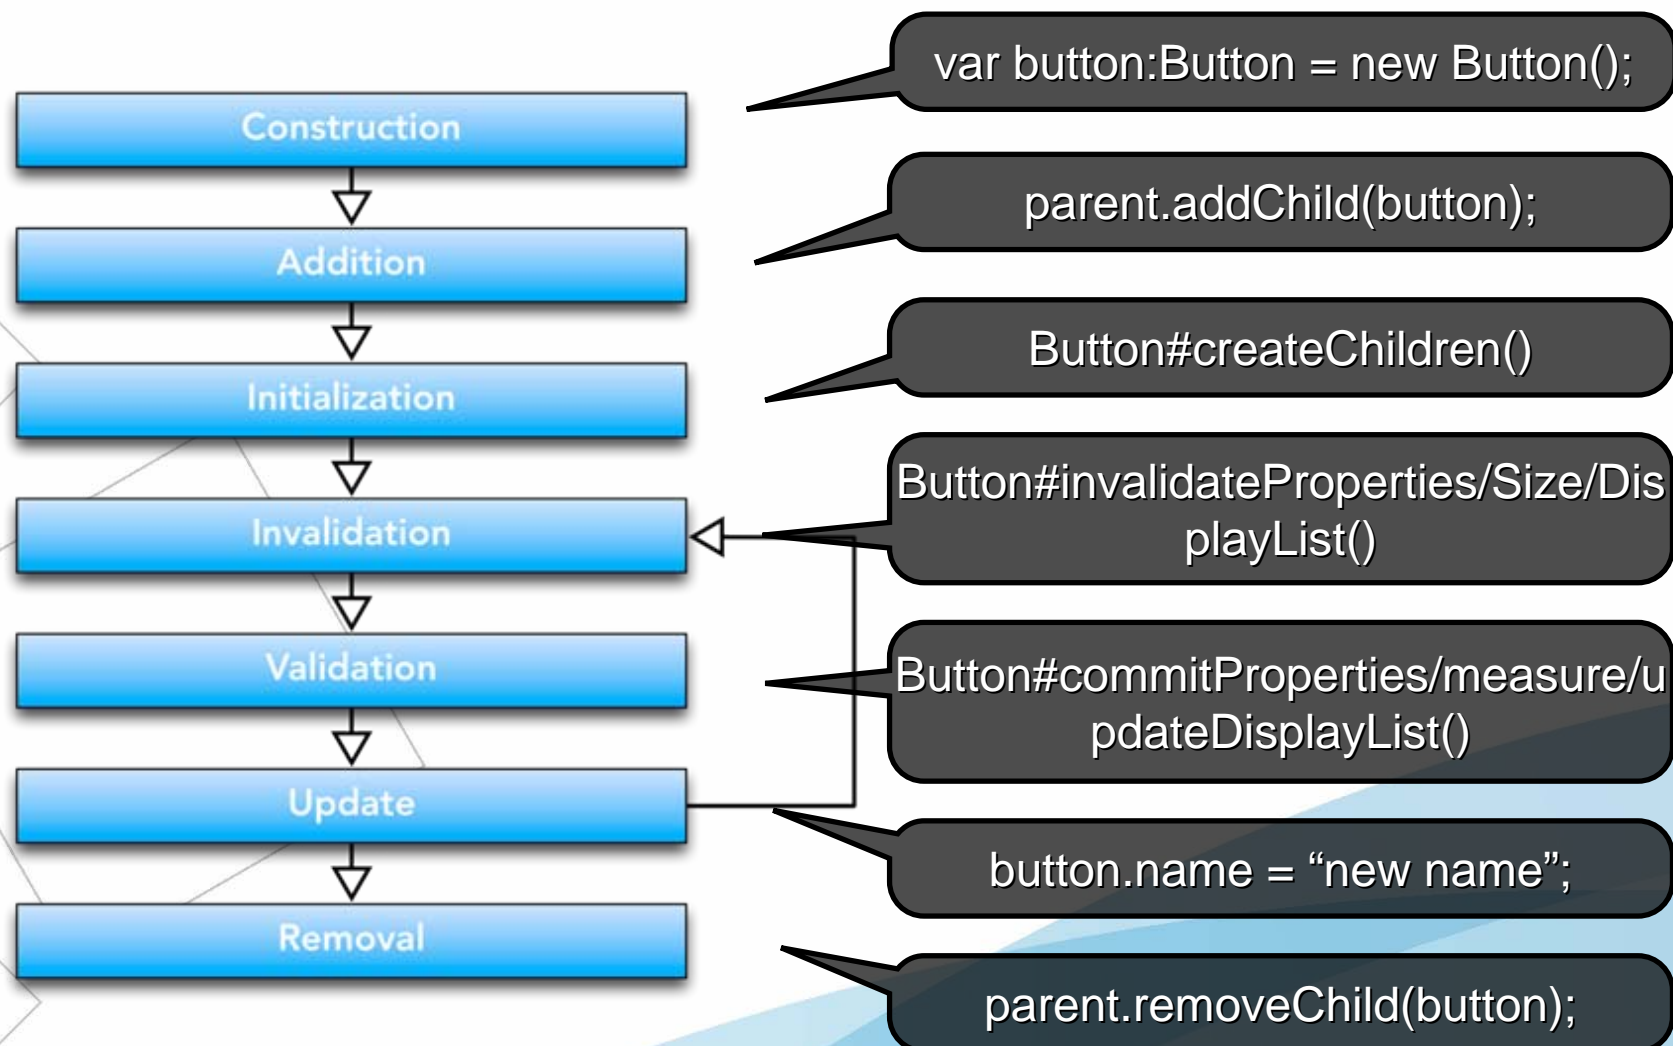 var button:Button = new Button();
Construction
parent.addChild(button);
Addition
Button#createChildren()
Initialization
Button#invalidateProperties/Size/Dis
playList()
Invalidation
Button#commitProperties/measure/u
pdateDisplayList()
Validation
Update
button.name = “new name”;
Removal
parent.removeChild(button);